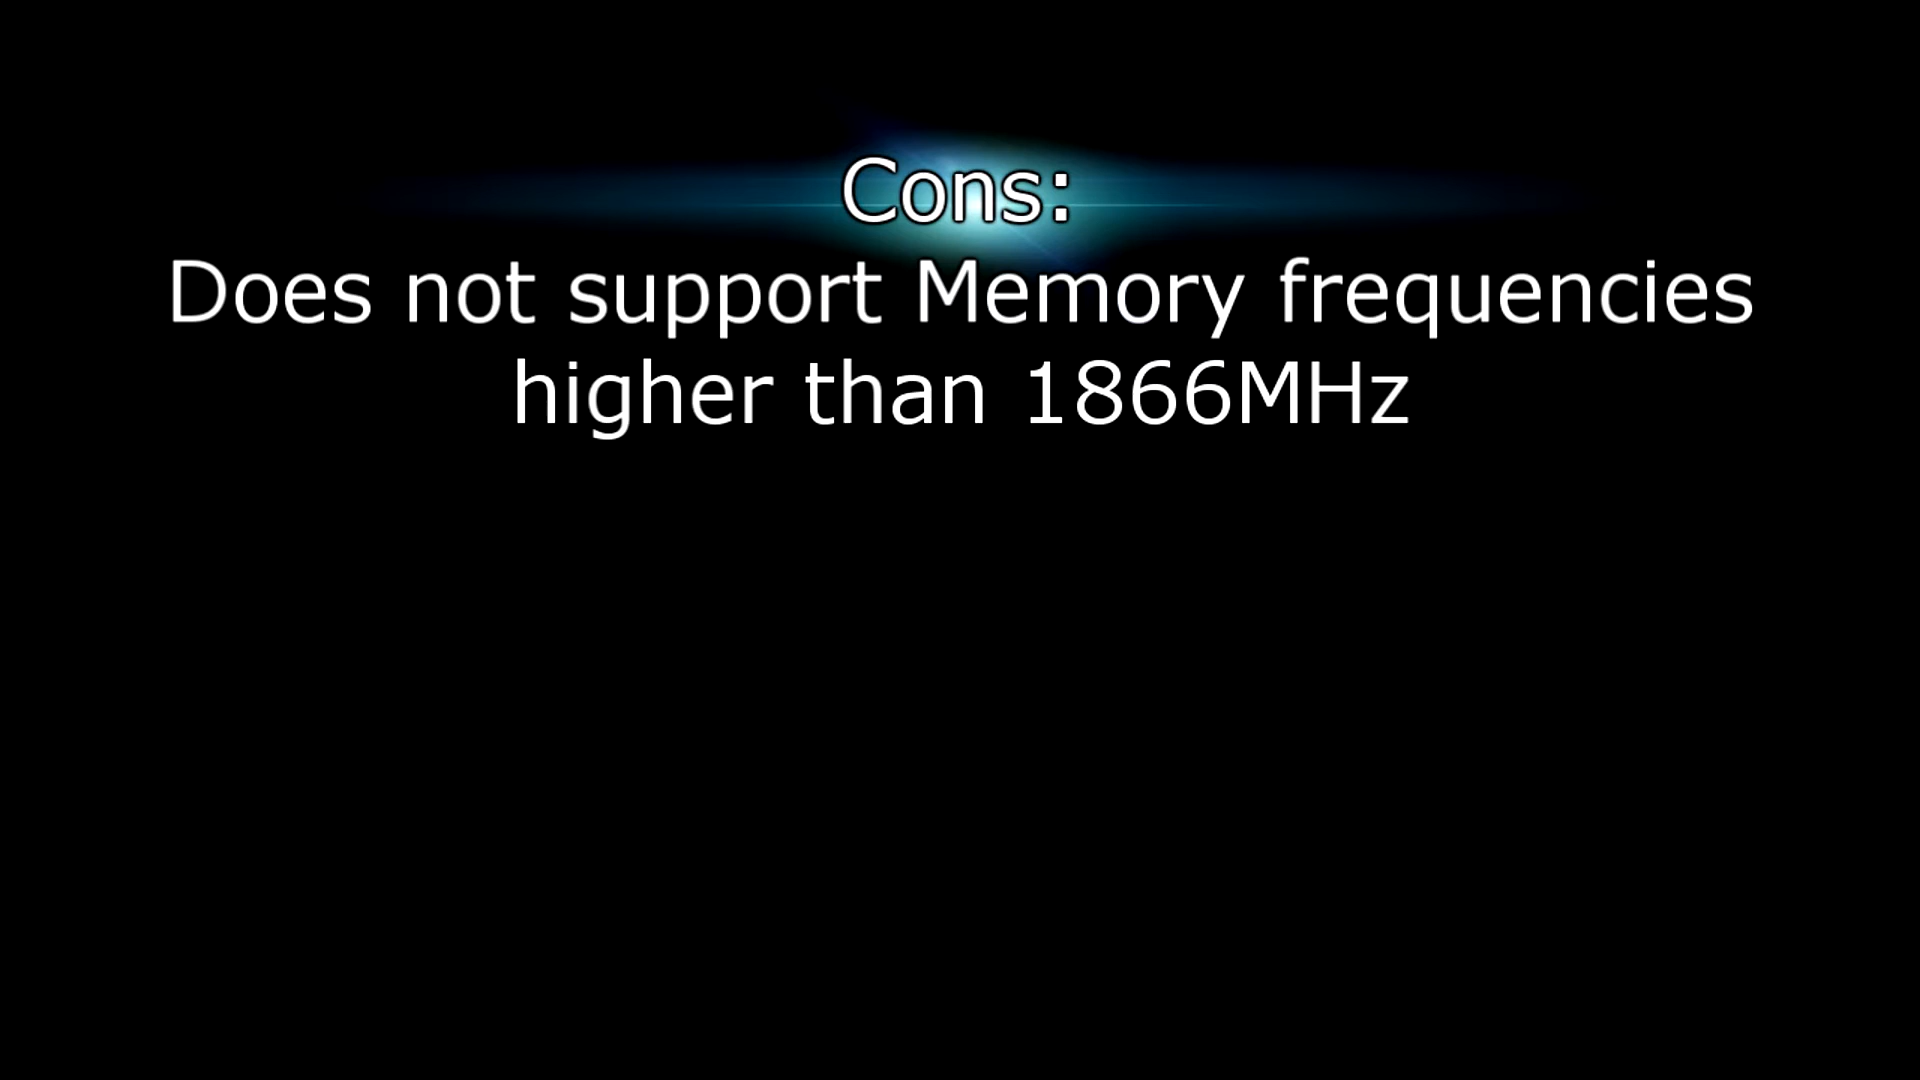 Cons:
Does not support Memory frequencies
higher than 1866MHz